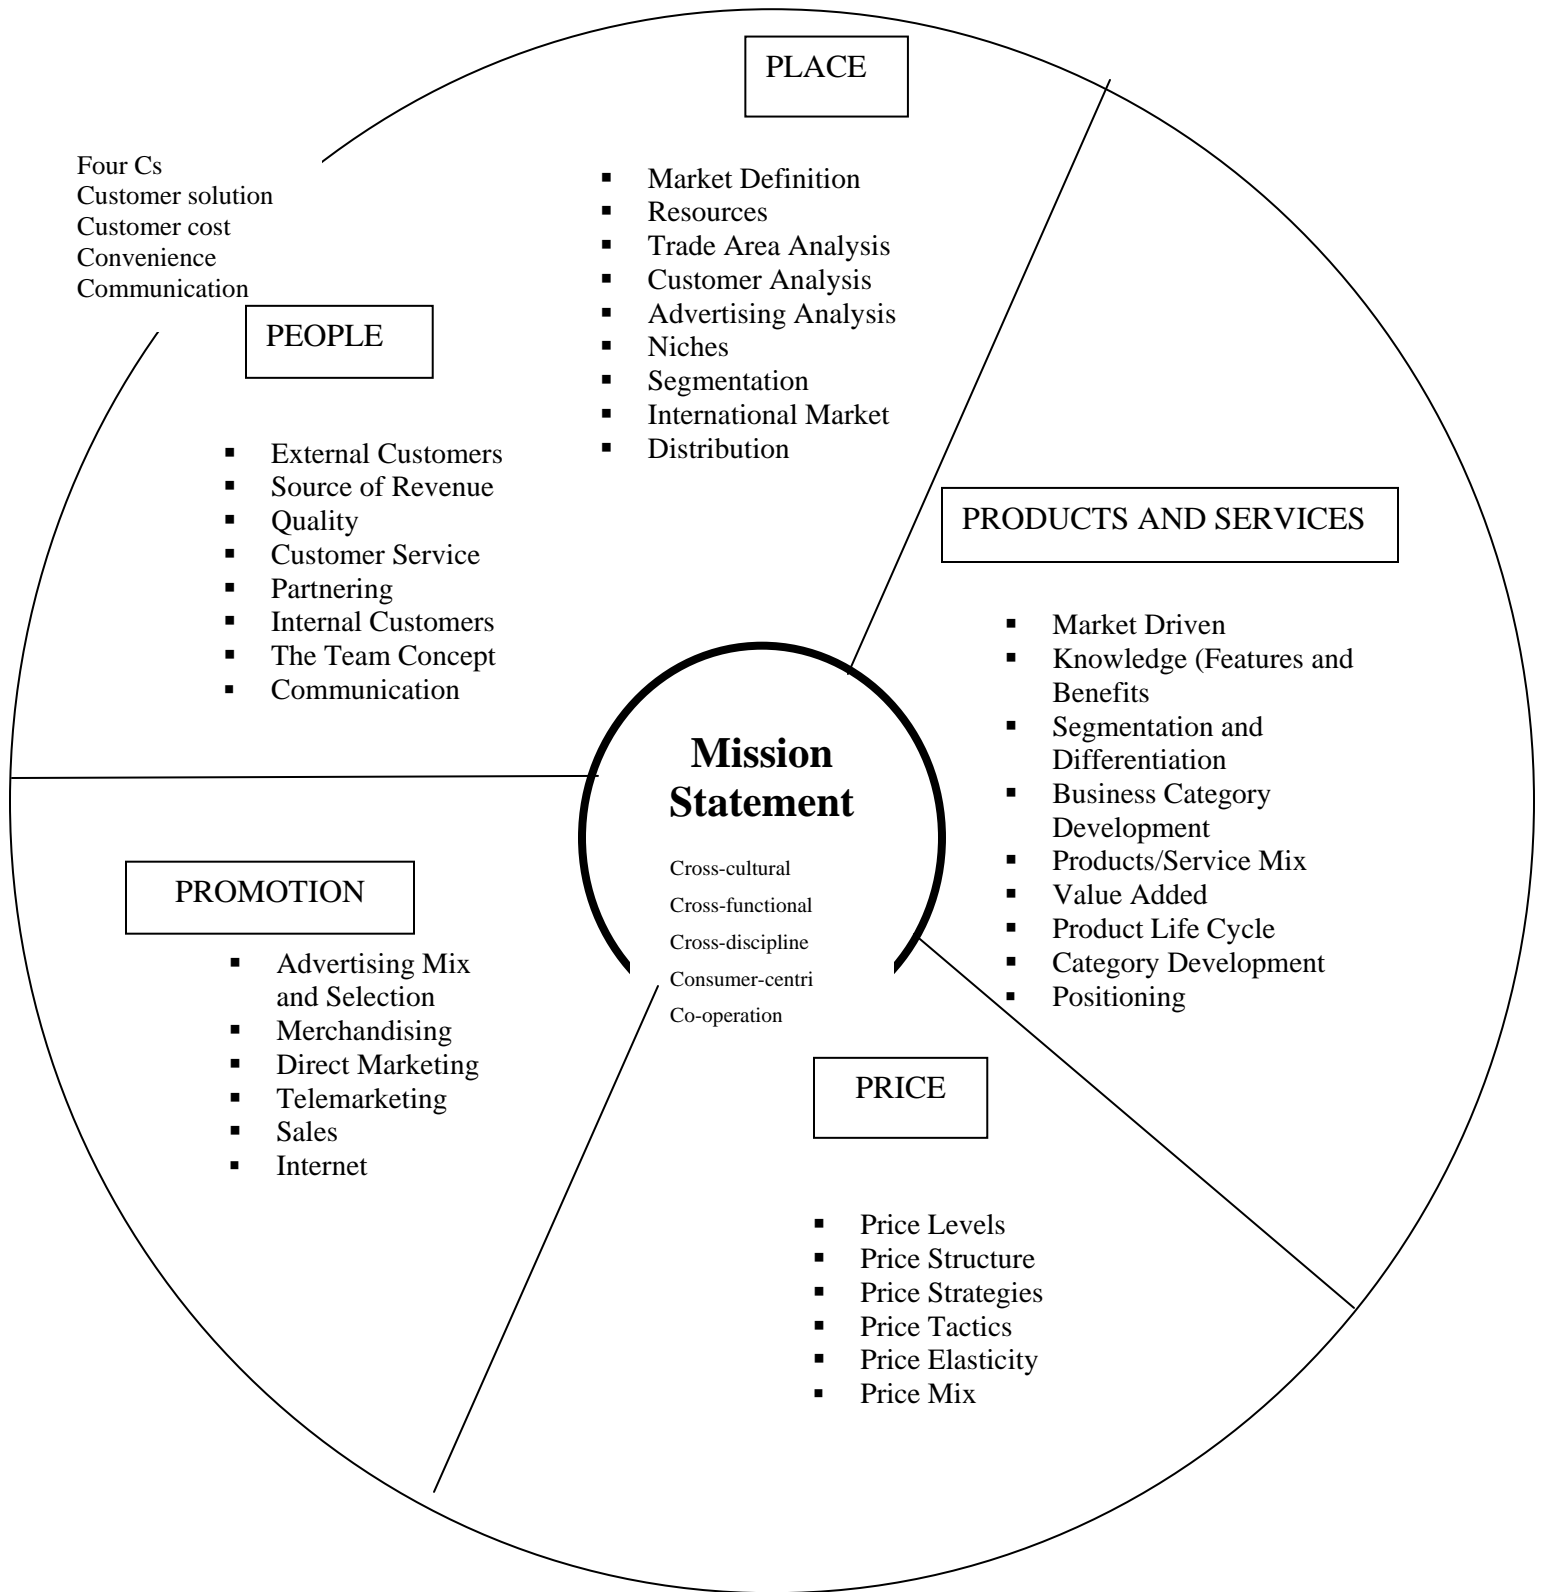 PLACE
Four Cs
Customer solution
Customer cost
Convenience
Communication
▪ Market Definition
▪ Resources
▪ Trade Area Analysis
▪ Customer Analysis
▪ Advertising Analysis
▪ Niches
▪ Segmentation
▪ International Market
▪ Distribution
PEOPLE
▪ External Customers
▪ Source of Revenue
▪ Quality
▪ Customer Service
▪ Partnering
▪ Internal Customers
▪ The Team Concept
▪ Communication
PRODUCTS AND SERVICES
▪ Market Driven
▪ Knowledge (Features and
Benefits
▪ Segmentation and
Differentiation
▪ Business Category
Development
▪ Products/Service Mix
▪ Value Added
▪ Product Life Cycle
▪ Category Development
▪ Positioning
Mission
Statement
Cross-cultural
Cross-functional
Cross-discipline
Consumer-centri
Co-operation
PROMOTION
▪ Advertising Mix
and Selection
▪ Merchandising
▪ Direct Marketing
▪ Telemarketing
▪ Sales
▪ Internet
PRICE
▪ Price Levels
▪ Price Structure
▪ Price Strategies
▪ Price Tactics
▪ Price Elasticity
▪ Price Mix